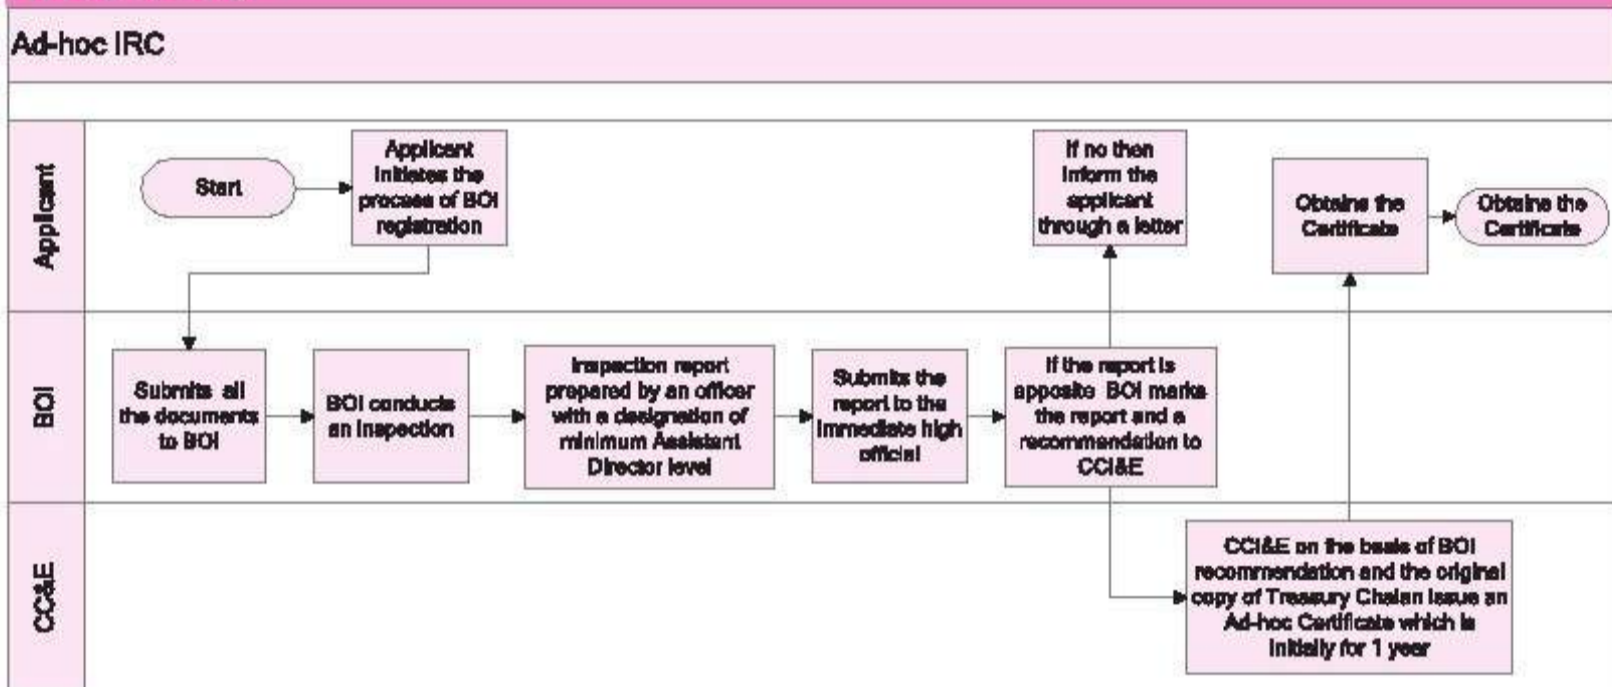 Ad-hoc IRC
Applicant
Start
Applicant
initiates the
process of BOI
registration
If no then
inform the
applicant
through a letter
Obtains the
Certificate
Obtains the
Certificate
BOI
Submits all
the documents
to BOI
BOI conducts
an inspection
Inspection report
prepared by an officer
with a designation of
minimum Assistant
Director level
Submits the
report to the
immediate high
official
If the report is
apposite BOI marks
the report and a
recommendation to
CCI&E
CC&E
CCI&E on the basis of BOI
recommendation and the original
copy of Treasury Chalan issue an
Ad-hoc Certificate which is
initially for 1 year